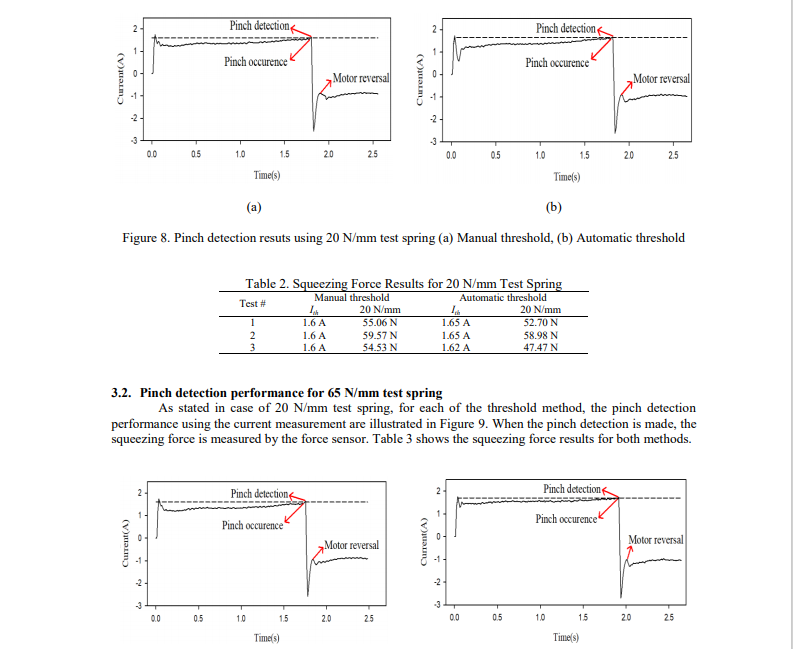 Pinch detection
Pinch occurence
Motor reversal
Current(A)
2
1
0
-1
-2
-3
0.0 0.5 1.0 1.5 2.0 2.5
Time(s)
(a)
Pinch detection
Pinch occurence
Motor reversal
Current(A)
2
1
0
-1
-2
-3
0.0 0.5 1.0 1.5 2.0 2.5
Time(s)
(b)
Figure 8. Pinch detection resuts using 20 N/mm test spring (a) Manual threshold, (b) Automatic threshold
Table 2. Squeezing Force Results for 20 N/mm Test Spring
Test # Manual threshold Automatic threshold
Ith 20 N/mm Ith 20 N/mm
1 1.6 A 55.06 N 1.65 A 52.70 N
2 1.6 A 59.57 N 1.65 A 58.98 N
3 1.6 A 54.53 N 1.62 A 47.47 N
3.2. Pinch detection performance for 65 N/mm test spring
As stated in case of 20 N/mm test spring, for each of the threshold method, the pinch detection
performance using the current measurement are illustrated in Figure 9. When the pinch detection is made, the
squeezing force is measured by the force sensor. Table 3 shows the squeezing force results for both methods.
Pinch detection
Pinch occurence
Motor reversal
Current(A)
2
1
0
-1
-2
-3
0.0 0.5 1.0 1.5 2.0 2.5
Time(s)
Pinch detection
Pinch occurence
Motor reversal
Current(A)
2
1
0
-1
-2
-3
0.0 0.5 1.0 1.5 2.0 2.5
Time(s)